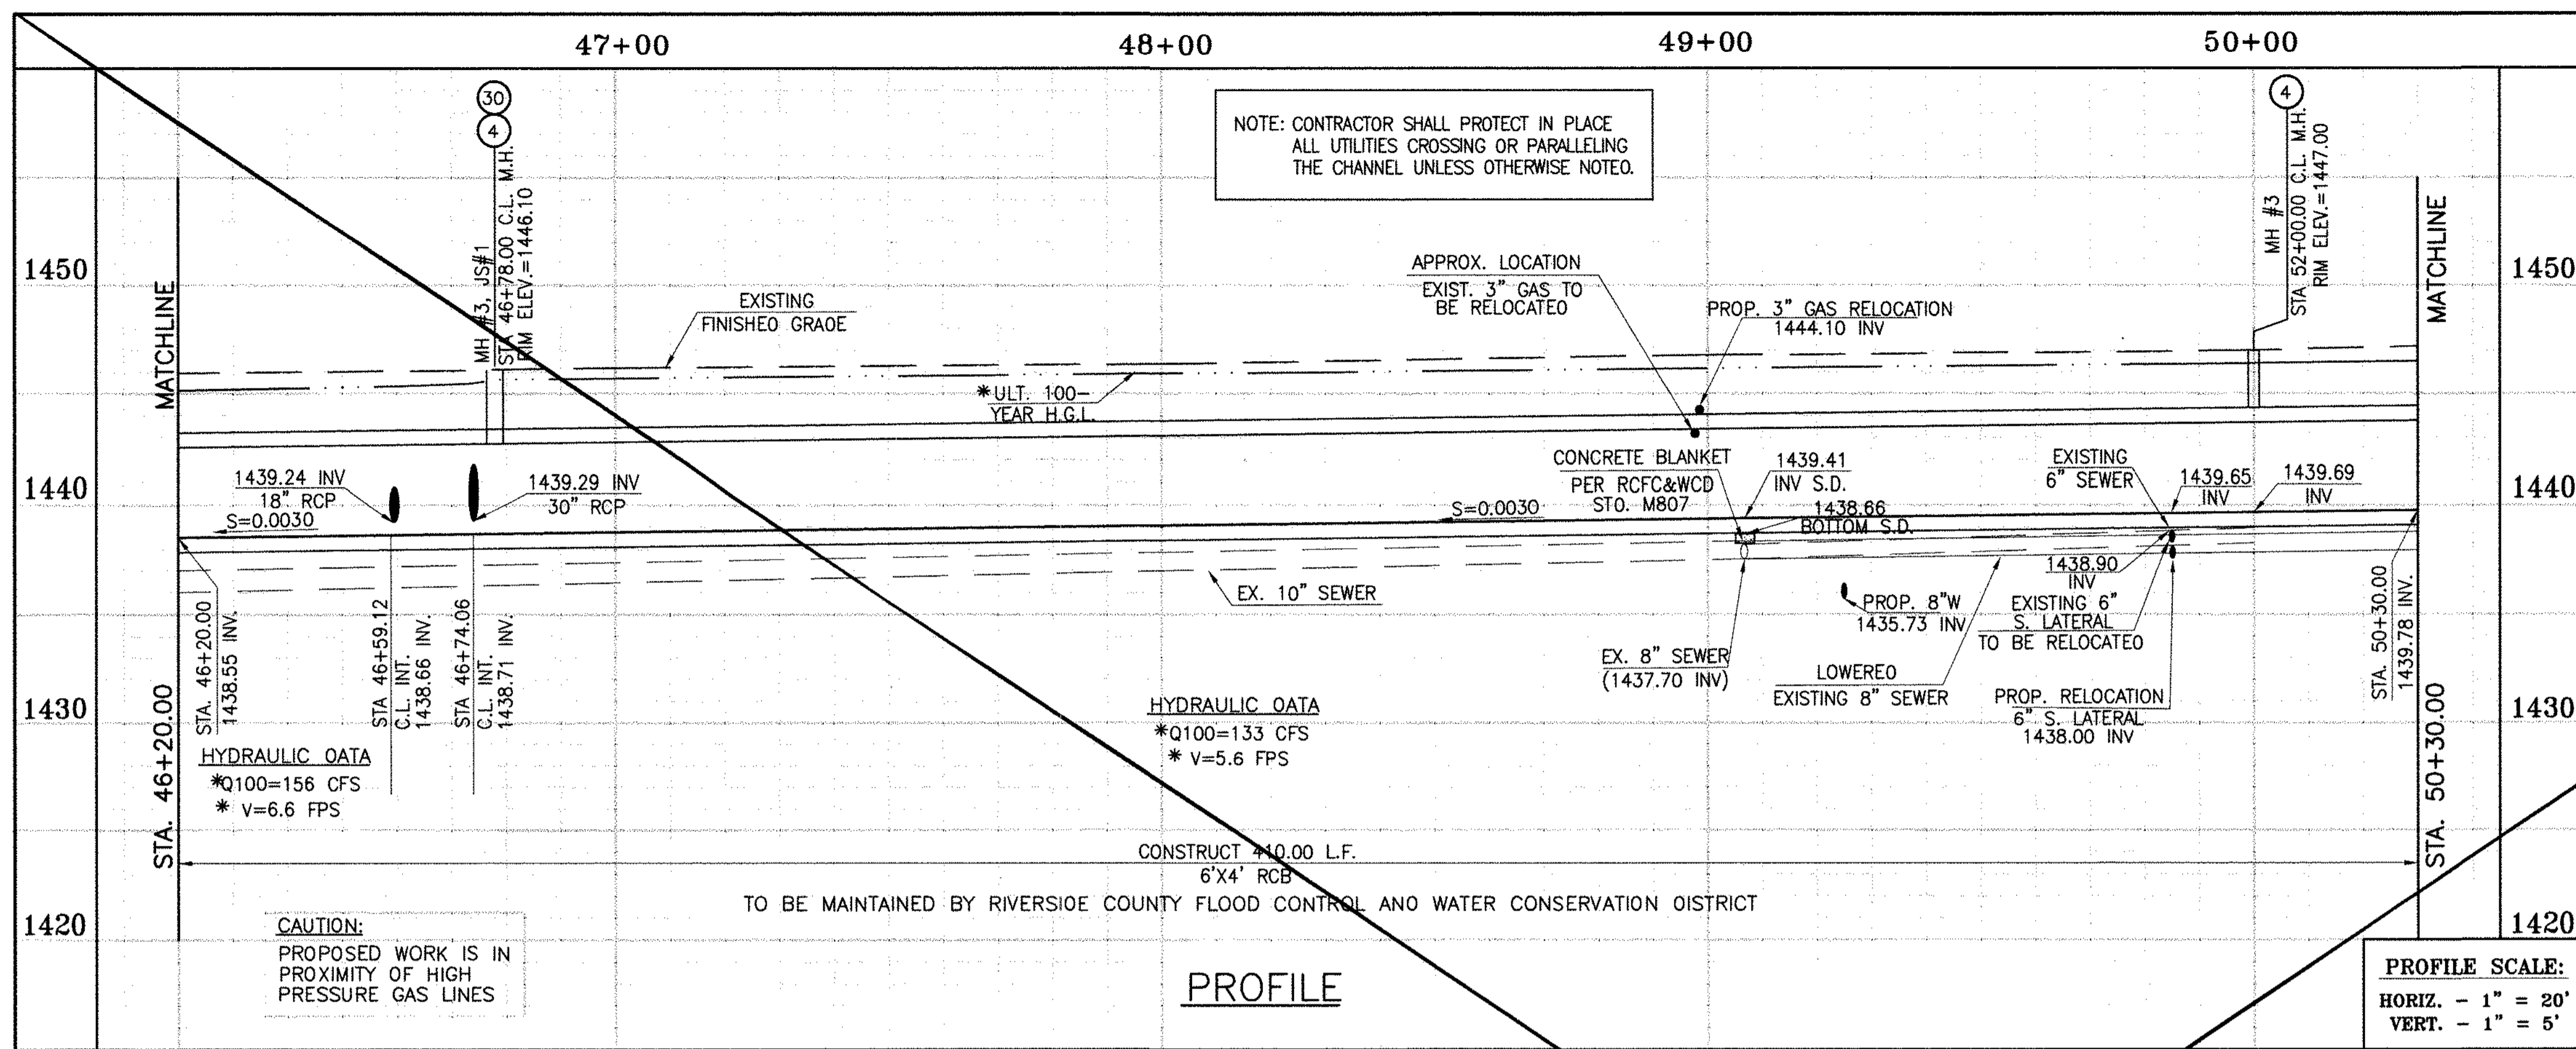 47+00
48+00
49+00
50+00
30
4
MH #3, JS#1
STA 46+78.00 C.L. M.H.
RIM ELEV.=1446.10
NOTE: CONTRACTOR SHALL PROTECT IN PLACE
ALL UTILITIES CROSSING OR PARALLELING
THE CHANNEL UNLESS OTHERWISE NOTEO.
4
MH #3
STA 52+00.00 C.L. M.H.
RIM ELEV.=1447.00
1450
MATCHLINE
EXISTING
FINISHEO GRAOE
APPROX. LOCATION
EXIST. 3" GAS TO
BE RELOCATEO
PROP. 3" GAS RELOCATION
1444.10 INV
MATCHLINE
1450
* ULT. 100-
YEAR H.G.L.
1440
1439.24 INV
18" RCP
S=0.0030
1439.29 INV
30" RCP
S=0.0030
CONCRETE BLANKET
PER RCFC&WCD
STO. M807
1439.41
INV S.D.
1438.66
BOTTOM S.D.
EXISTING
6" SEWER
1439.65
INV
1439.69
INV
1440
EX. 10" SEWER
EX. 8" SEWER
(1437.70 INV)
PROP. 8"W
1435.73 INV
LOWEREO
EXISTING 8" SEWER
1438.90
INV
EXISTING 6"
S. LATERAL
TO BE RELOCATEO
PROP. RELOCATION
6" S. LATERAL
1438.00 INV
STA. 46+20.00
1438.55 INV.
STA 46+59.12
C.L. INT.
1438.66 INV.
STA 46+74.06
C.L. INT.
1438.71 INV.
STA. 50+30.00
1439.78 INV.
1430
STA. 46+20.00
HYDRAULIC OATA
*Q100=156 CFS
* V=6.6 FPS
HYDRAULIC OATA
*Q100=133 CFS
* V=5.6 FPS
STA. 50+30.00
1430
CONSTRUCT 410.00 L.F.
6'X4' RCB
TO BE MAINTAINED BY RIVERSIOE COUNTY FLOOD CONTROL ANO WATER CONSERVATION OISTRICT
1420
CAUTION:
PROPOSED WORK IS IN
PROXIMITY OF HIGH
PRESSURE GAS LINES
PROFILE
1420
PROFILE SCALE:
HORIZ. - 1" = 20'
VERT. - 1" = 5'